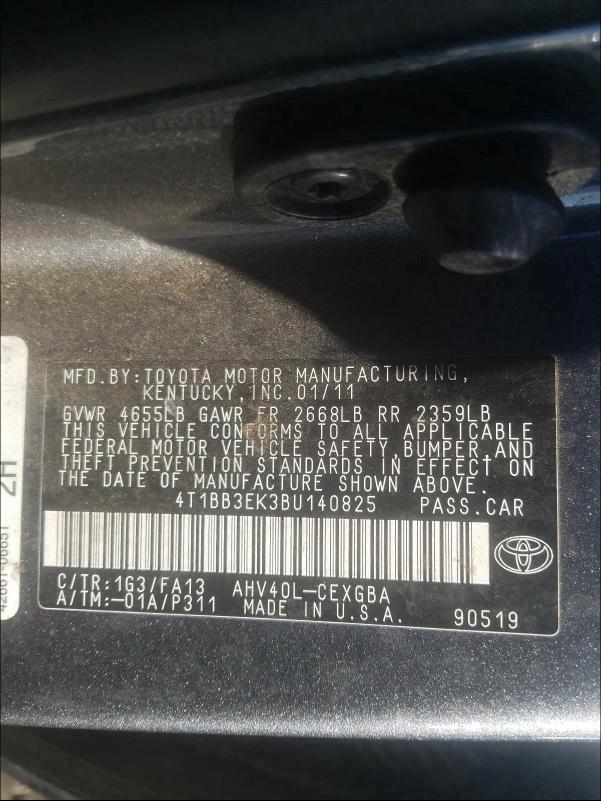 MFD.BY:TOYOTA MOTOR MANUFACTURING,
KENTUCKY,INC.01/11
GVWR 4655LB GAWR FR 2668LB RR 2359LB
THIS VEHICLE CONFORMS TO ALL APPLICABLE
FEDERAL MOTOR VEHICLE SAFETY,BUMPER,AND
THEFT PREVENTION STANDARDS IN EFFECT ON
THE DATE OF MANUFACTURE SHOWN ABOVE.
4T1BB3EK3BU140825 PASS.CAR
C/TR:1G3/FA13 AHV40L-CEXGBA
A/TM:-01A/P311 MADE IN U.S.A. 90519
2H